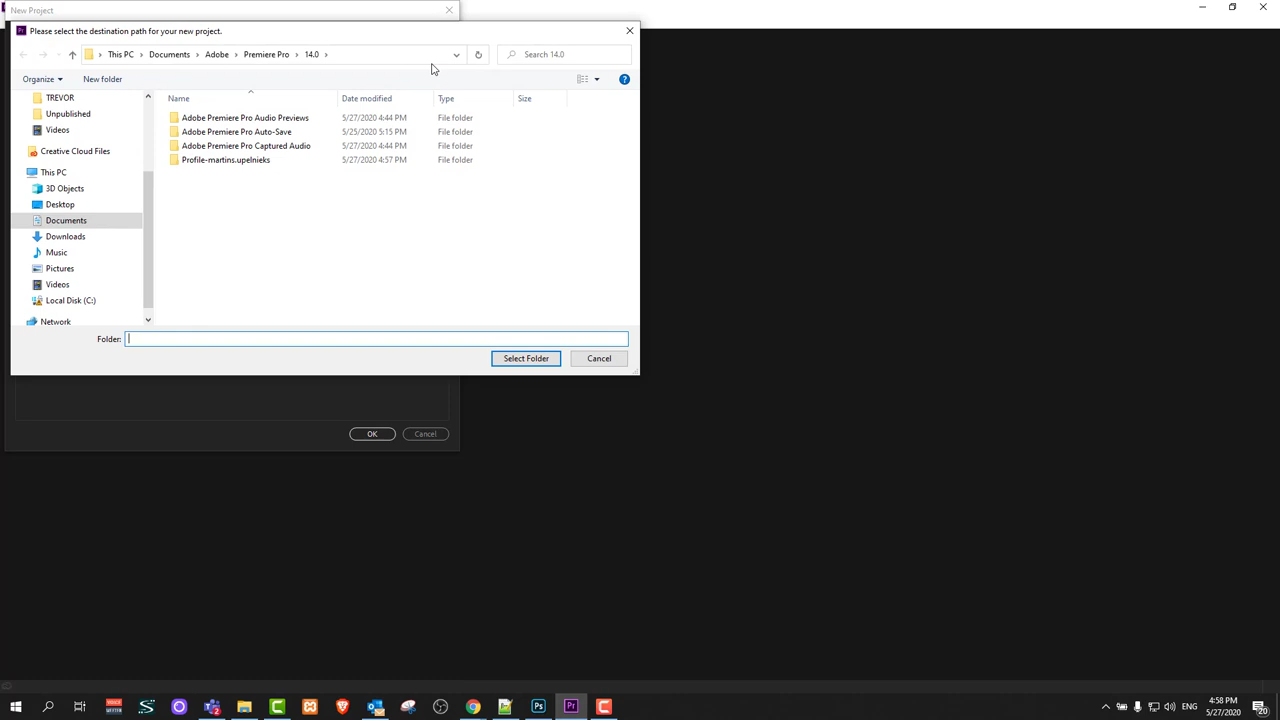 New Project
Please select the destination path for your new project.
This PC > Documents > Adobe > Premiere Pro > 14.0 >
Search 14.0
Organize
New folder
TREVOR
Unpublished
Videos
Creative Cloud Files
This PC
3D Objects
Desktop
Documents
Downloads
Music
Pictures
Videos
Local Disk (C:)
Network
Name Date modified Type Size
Adobe Premiere Pro Audio Previews 5/27/2020 4:44 PM File folder
Adobe Premiere Pro Auto-Save 5/25/2020 5:15 PM File folder
Adobe Premiere Pro Captured Audio 5/27/2020 4:44 PM File folder
Profile-martins.upelnieks 5/27/2020 4:57 PM File folder
Folder:
Select Folder
Cancel
OK
Cancel
Ps
Pr
ENG
4:58 PM
5/27/2020
20